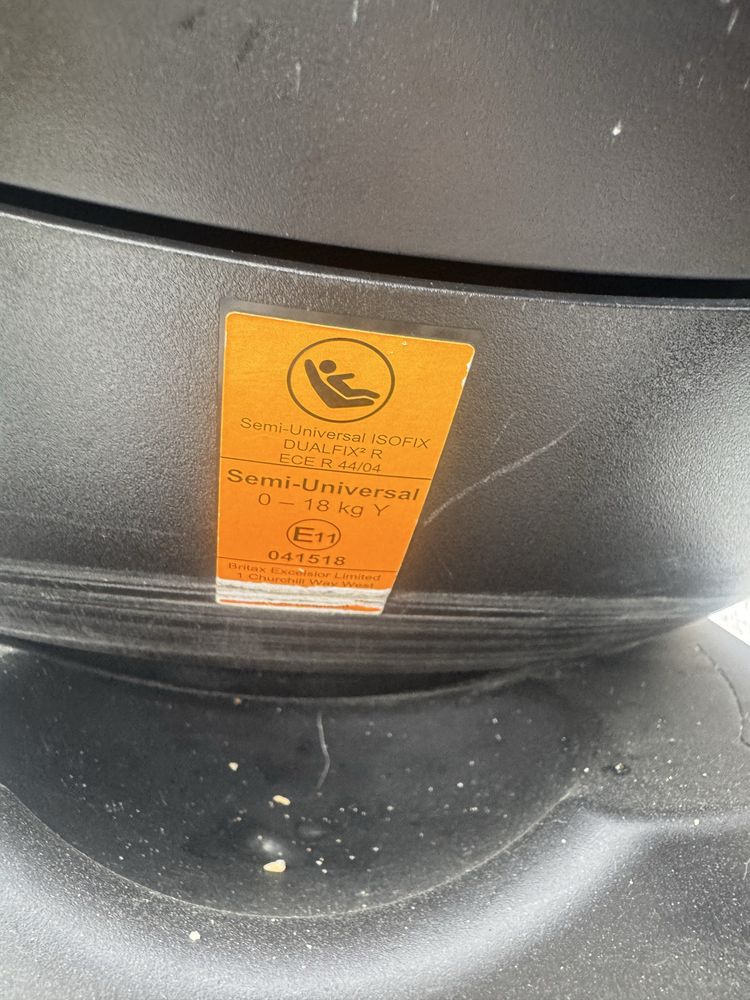 Semi-Universal ISOFIX
DUALFIX² R
ECE R 44/04
Semi-Universal
0 – 18 kg Y
E11
041518
Britax Excelsior Limited
1 Churchill Way West